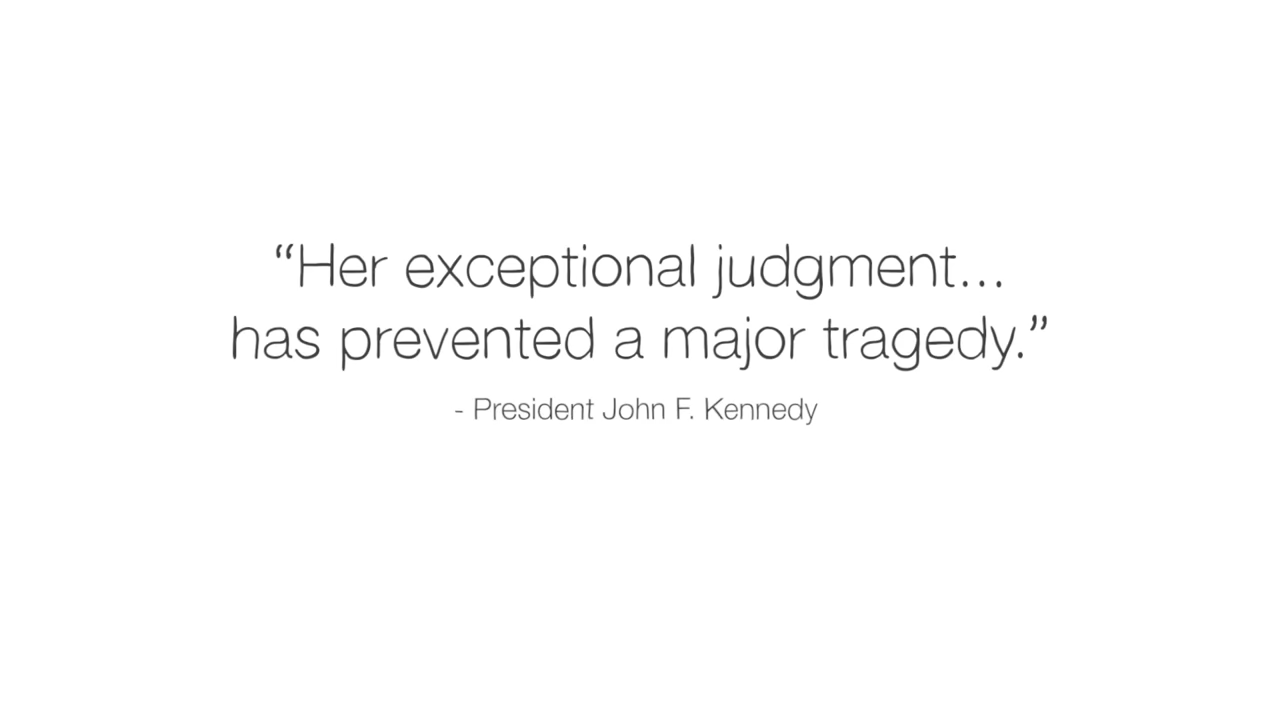 “Her exceptional judgment...
has prevented a major tragedy.”
- President John F. Kennedy